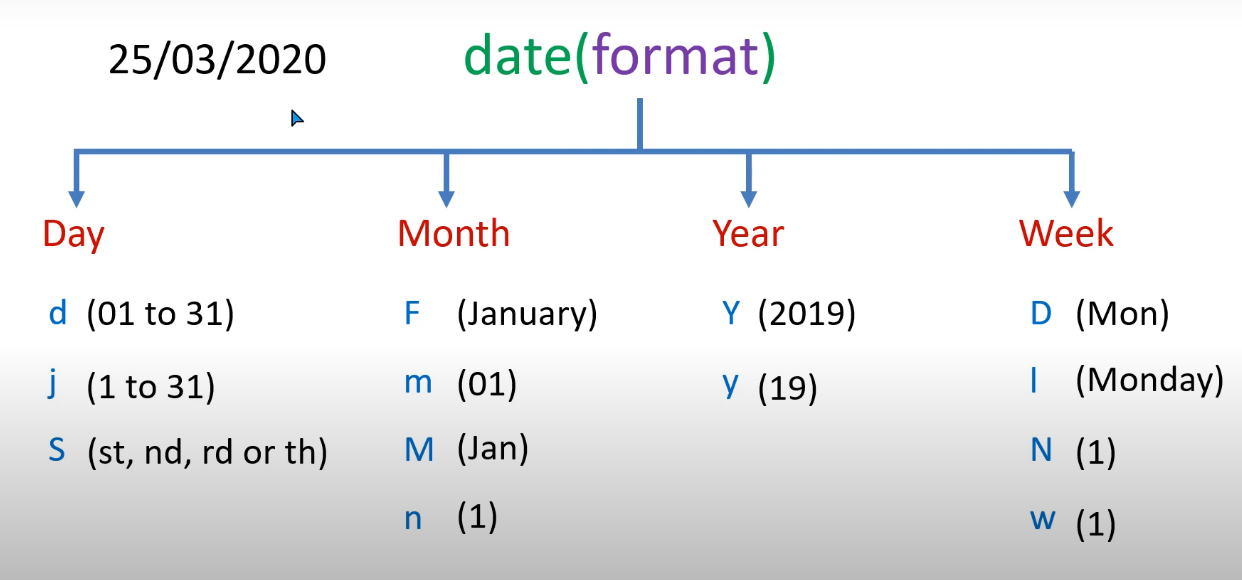 25/03/2020 date(format)
Day Month Year Week
d (01 to 31) F (January) Y (2019) D (Mon)
j (1 to 31) m (01) y (19) l (Monday)
S (st, nd, rd or th) M (Jan) N (1)
n (1) w (1)